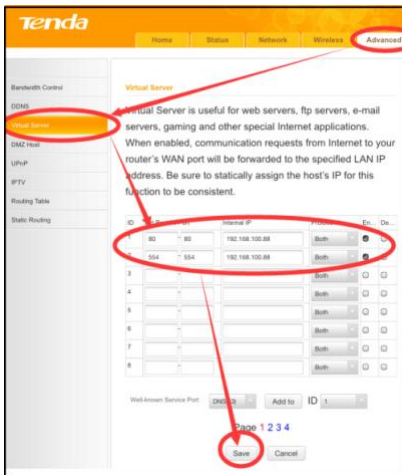 Tenda
Home Status Network Wireless Advanced
Bandwidth Control
DDNS
Virtual Server
DMZ Host
UPnP
IPTV
Routing Table
Static Routing
Virtual Server
Virtual Server is useful for web servers, ftp servers, e-mail
servers, gaming and other special Internet applications.
When enabled, communication requests from Internet to your
router's WAN port will be forwarded to the specified LAN IP
address. Be sure to statically assign the host's IP for this
function to be consistent.
ID Internal IP En... De...
1 80 - 80 192.168.100.88 Both
2 554 - 554 192.168.100.88 Both
3 - Both
4 - Both
5 - Both
6 - Both
7 - Both
8 - Both
Well-known Service Port Add to ID 1
Page 1 2 3 4
Save Cancel